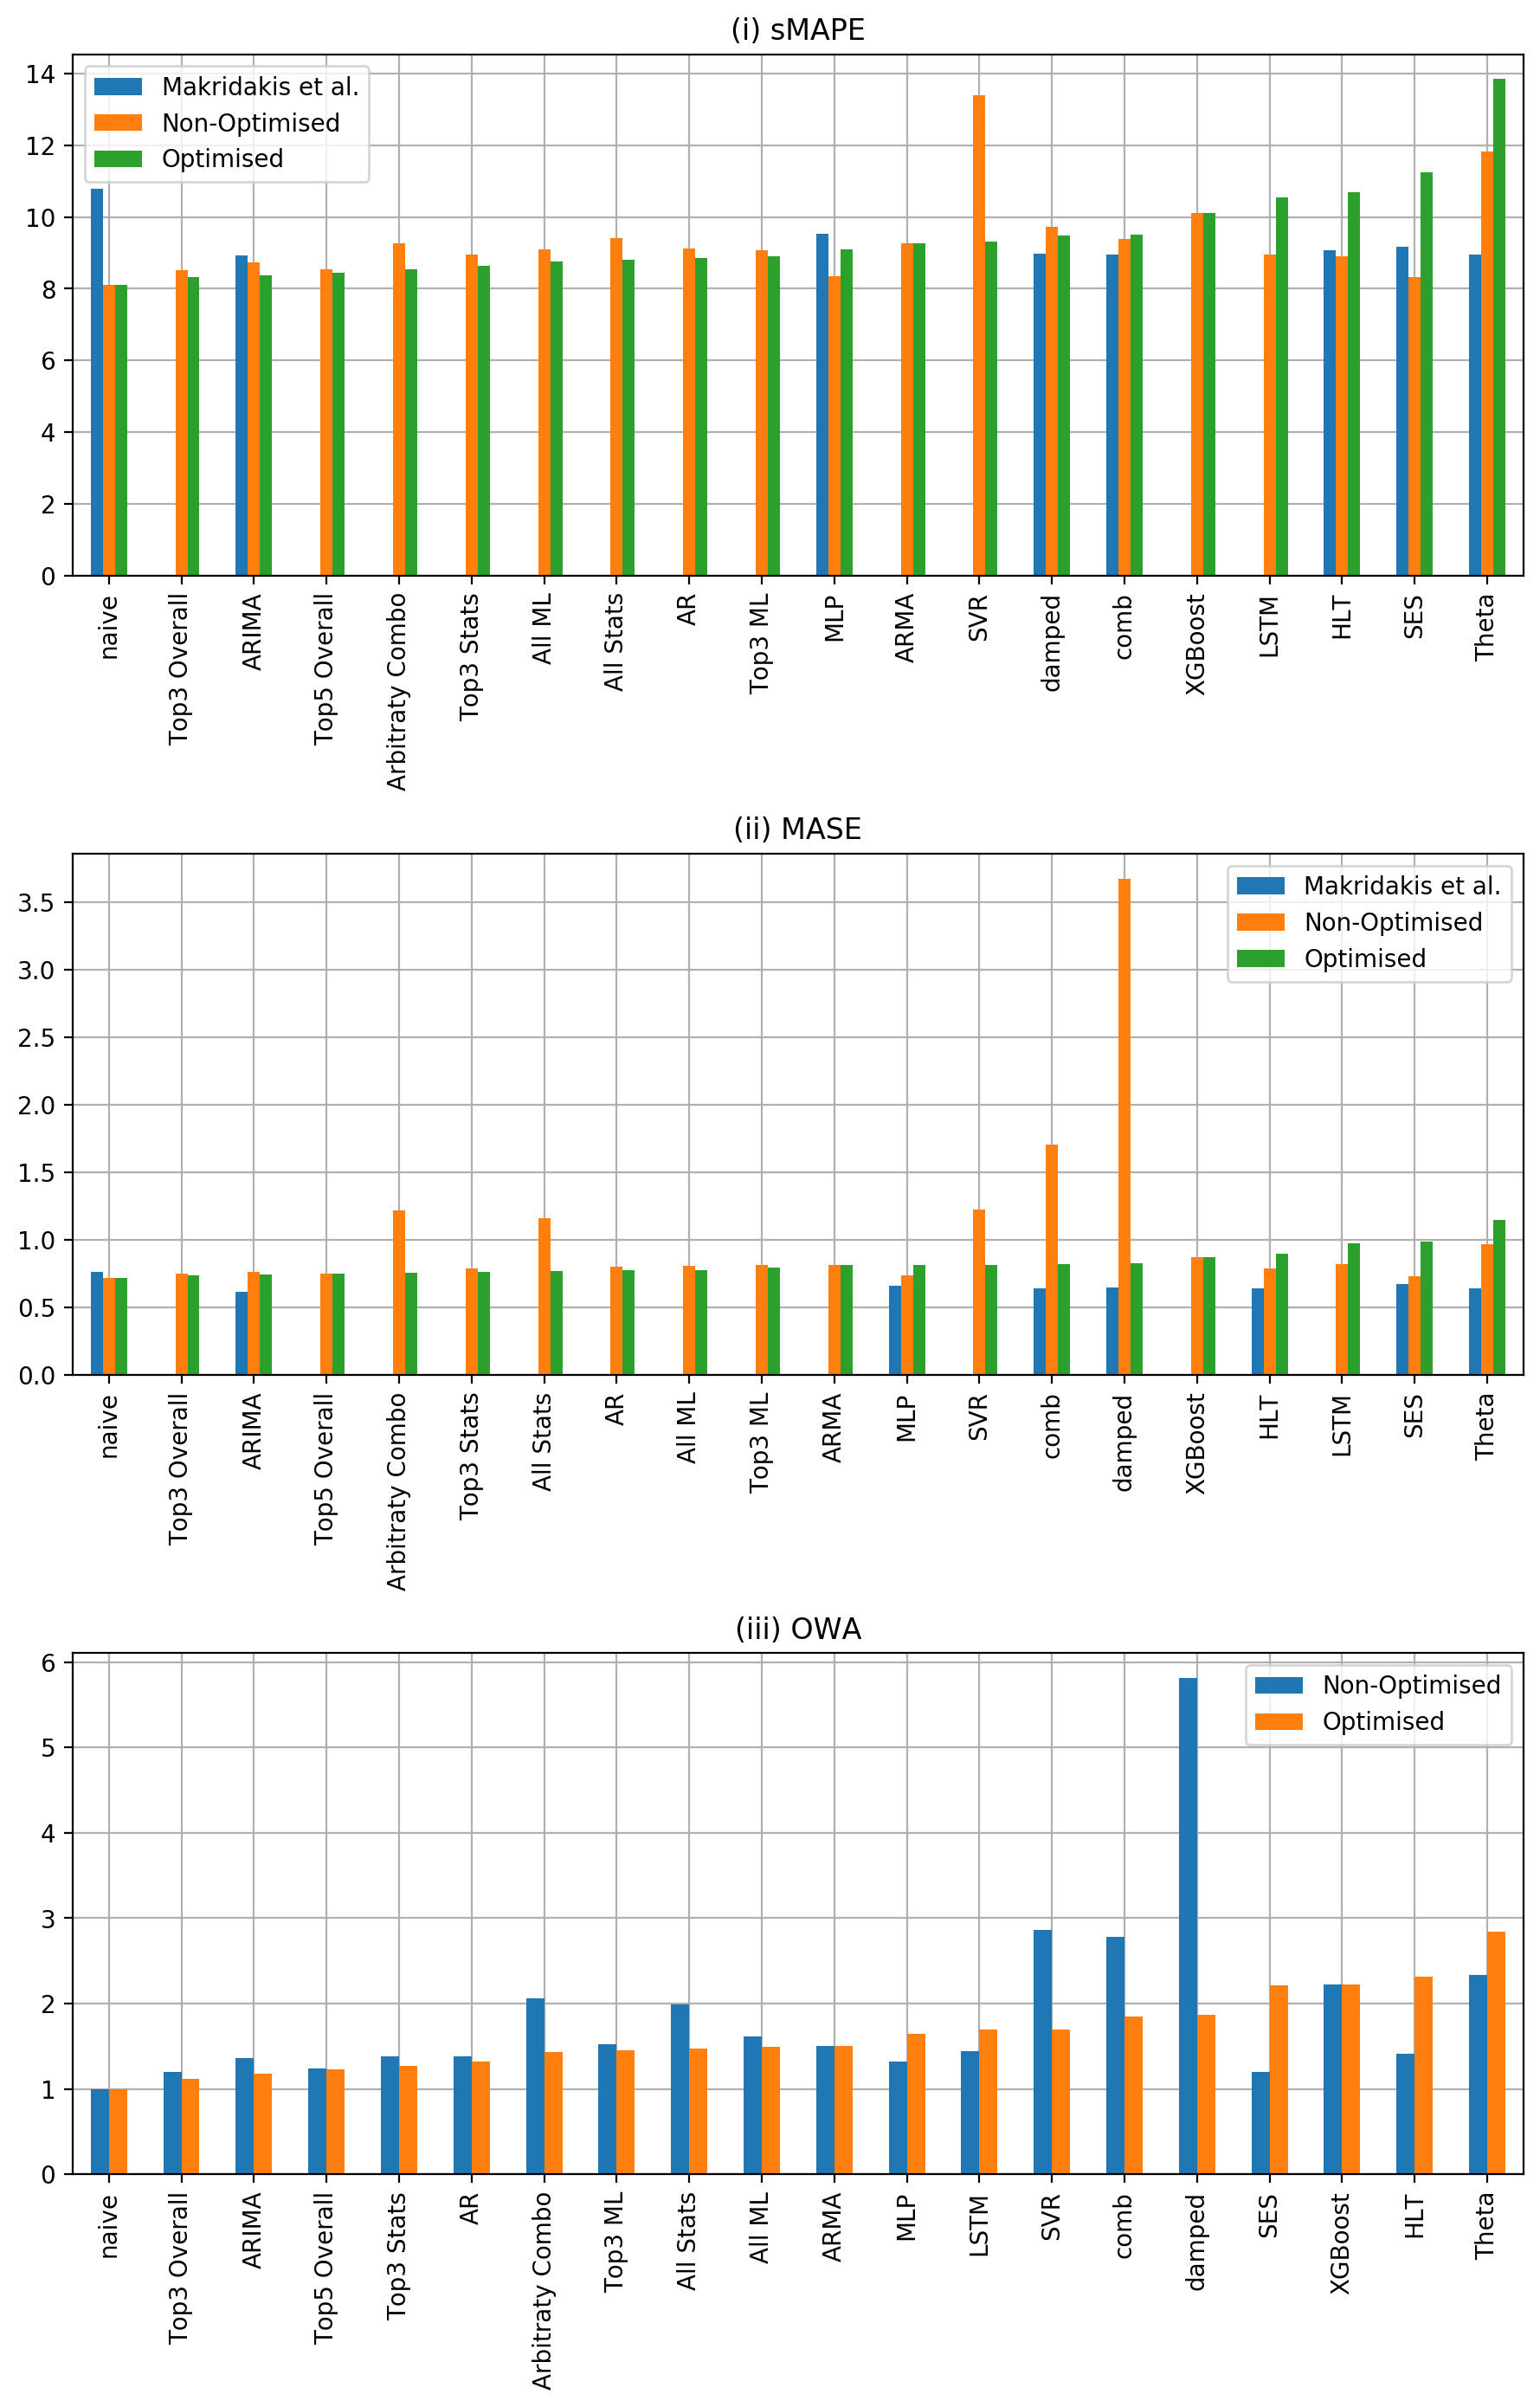 (i) sMAPE
14
12
10
8
6
4
2
0
Makridakis et al.
Non-Optimised
Optimised
naive
Top3 Overall
ARIMA
Top5 Overall
Arbitraty Combo
Top3 Stats
All ML
All Stats
AR
Top3 ML
MLP
ARMA
SVR
damped
comb
XGBoost
LSTM
HLT
SES
Theta
(ii) MASE
3.5
3.0
2.5
2.0
1.5
1.0
0.5
0.0
Makridakis et al.
Non-Optimised
Optimised
naive
Top3 Overall
ARIMA
Top5 Overall
Arbitraty Combo
Top3 Stats
All Stats
AR
All ML
Top3 ML
ARMA
MLP
SVR
comb
damped
XGBoost
HLT
LSTM
SES
Theta
(iii) OWA
6
5
4
3
2
1
0
Non-Optimised
Optimised
naive
Top3 Overall
ARIMA
Top5 Overall
Top3 Stats
AR
Arbitraty Combo
Top3 ML
All Stats
All ML
ARMA
MLP
LSTM
SVR
comb
damped
SES
XGBoost
HLT
Theta